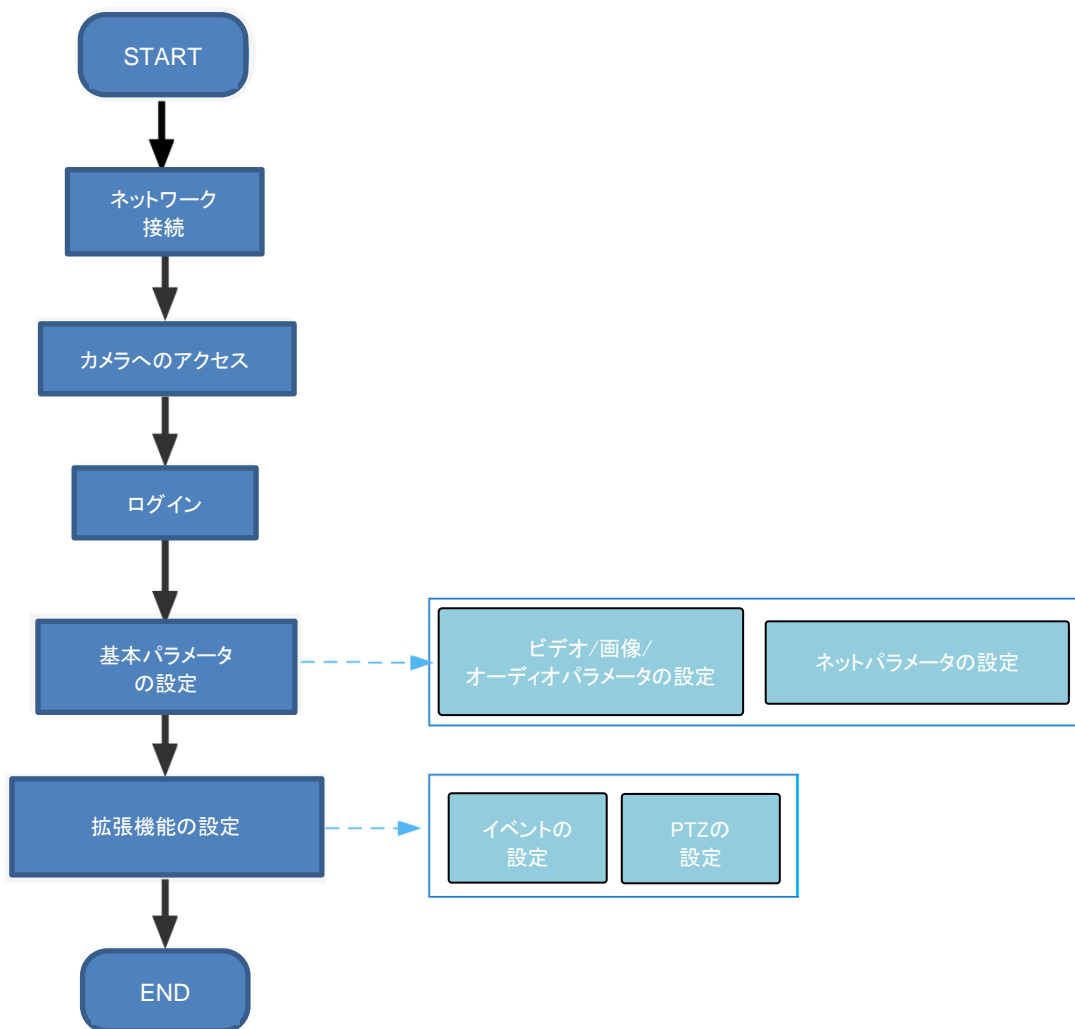 START
ネットワーク
接続
カメラへのアクセス
ログイン
基本パラメータ
の設定
ビデオ/画像/
オーディオパラメータの設定
ネットパラメータの設定
拡張機能の設定
イベントの
設定
PTZの
設定
END